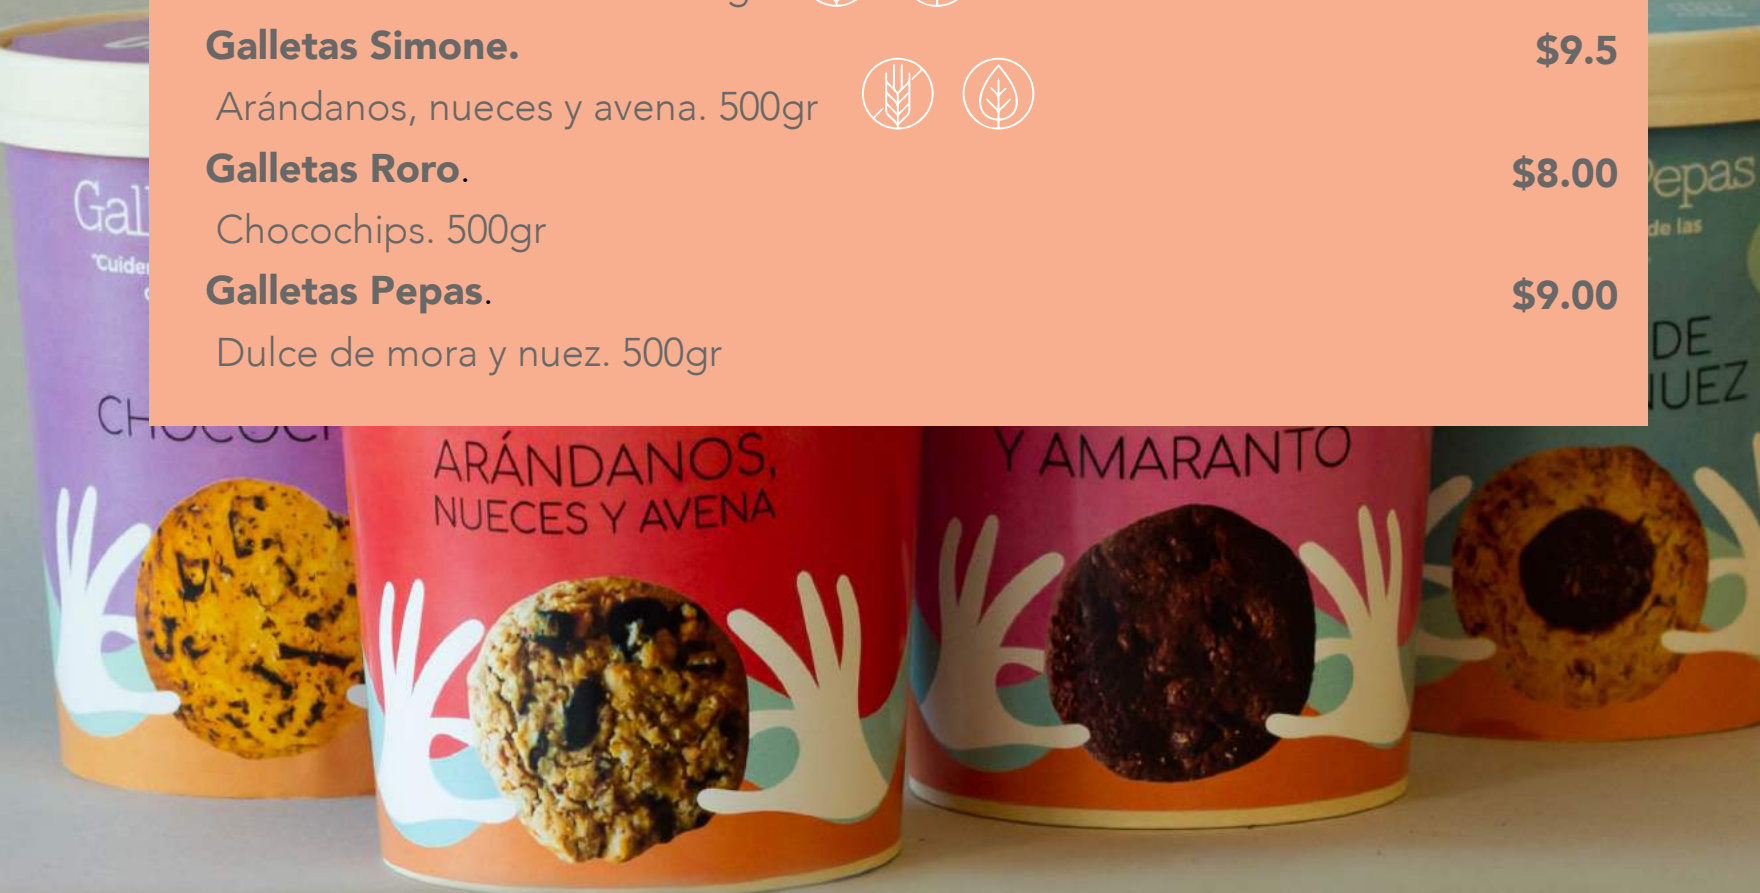 Galletas Simone.
$9.5
Arándanos, nueces y avena. 500gr
Galletas Roro.
$8.00
Chocochips. 500gr
Galletas Pepas.
$9.00
Dulce de mora y nuez. 500gr
Pepas
de las
DE
NUEZ
ARÁNDANOS,
NUECES Y AVENA
Y AMARANTO